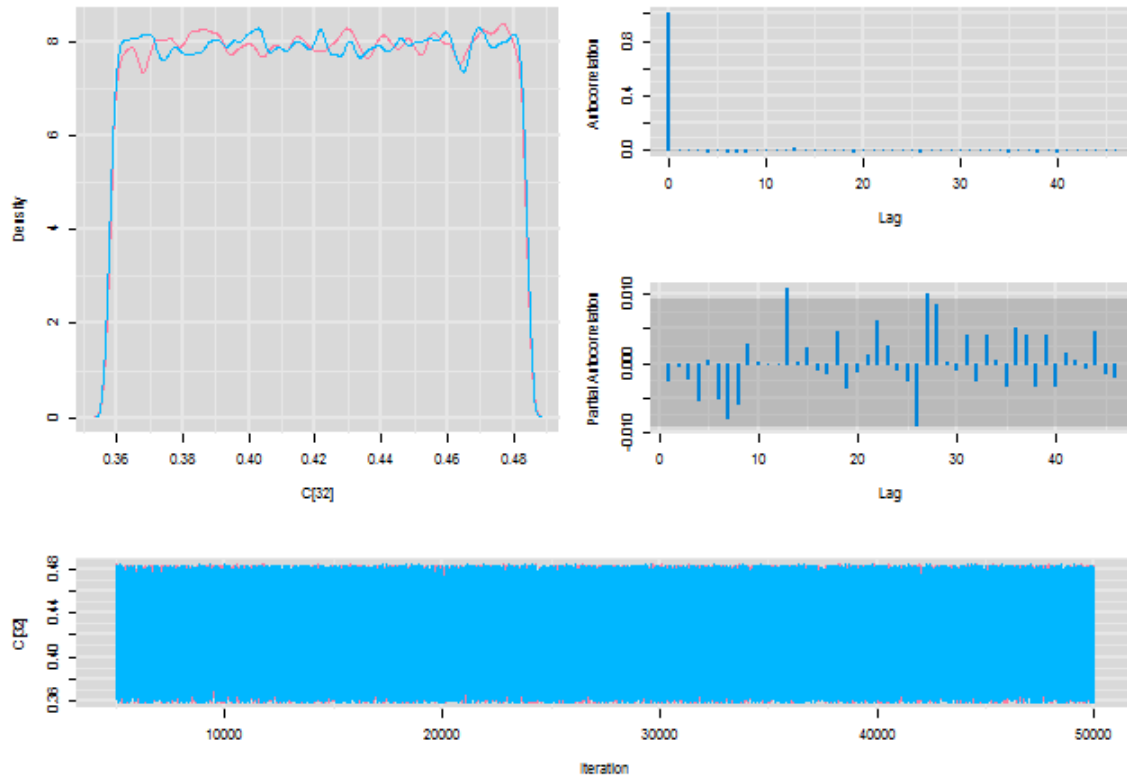 Density
0 2 4 6 8
0.36 0.38 0.40 0.42 0.44 0.46 0.48
C[32]
Autocorrelation
0.0 0.4 0.8
0 10 20 30 40
Lag
Partial Autocorrelation
-0.010 0.000 0.010
0 10 20 30 40
Lag
C[32]
0.36 0.40 0.44 0.48
10000 20000 30000 40000 50000
Iteration